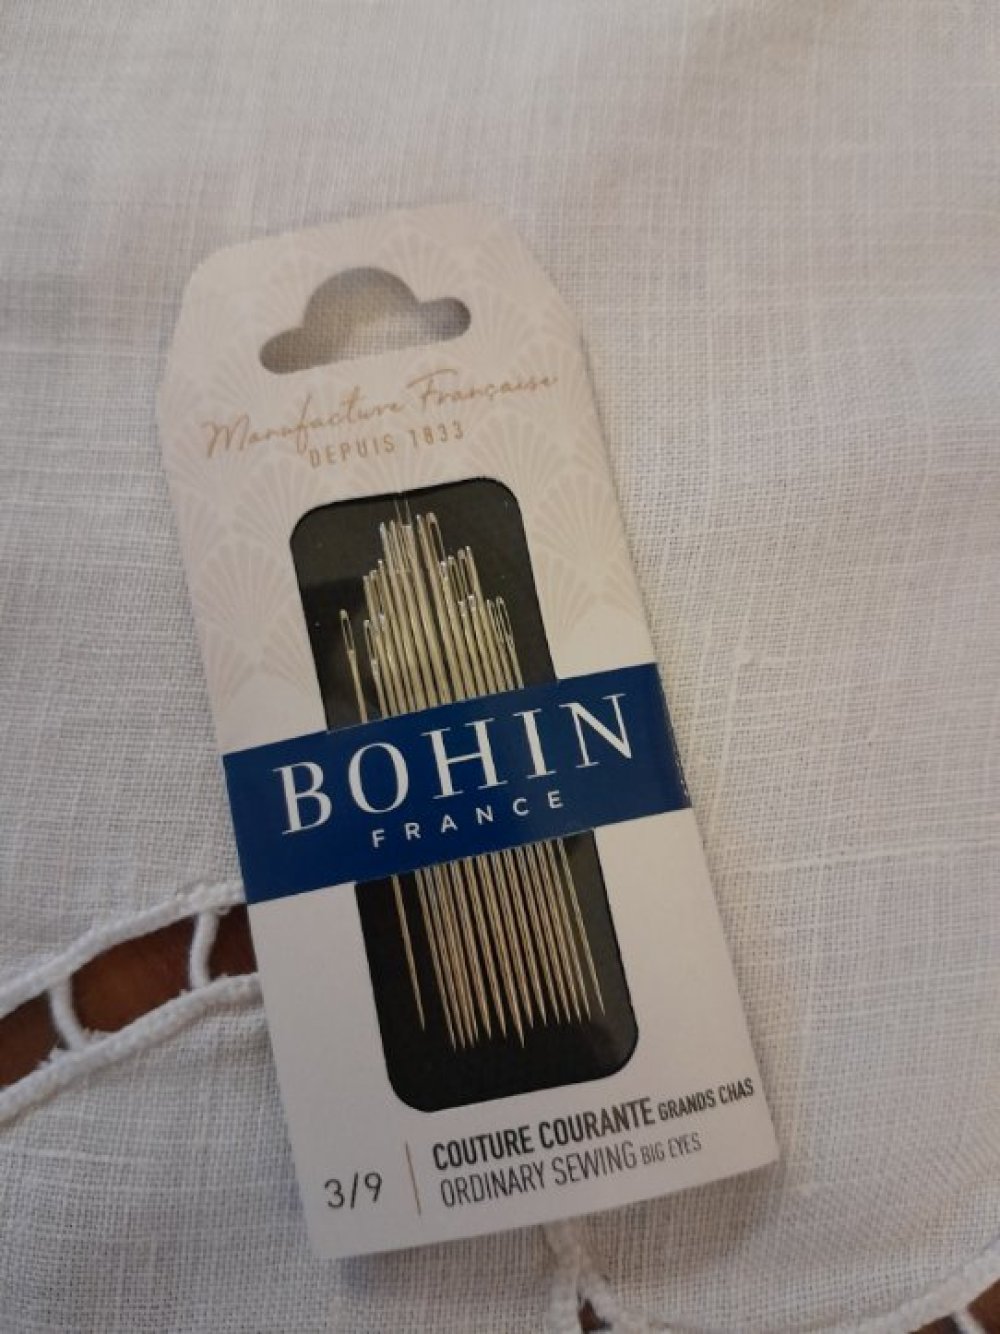 Manufacture Française
DEPUIS 1833
BOHIN
FRANCE
3/9
COUTURE COURANTE GRANDS CHAS
ORDINARY SEWING BIG EYES